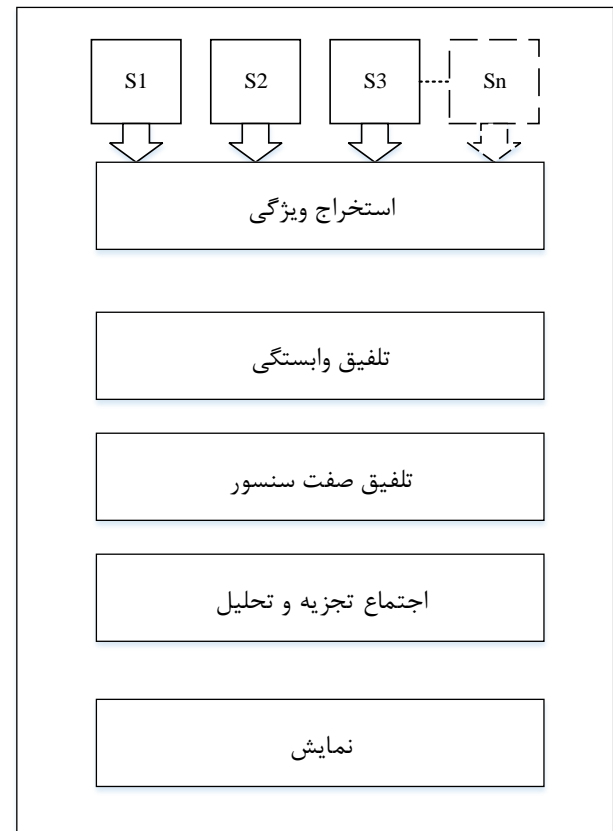 S1 S2 S3 Sn
استخراج ویژگی
تلفیق وابستگی
تلفیق صفت سنسور
اجتماع تجزیه و تحلیل
نمایش